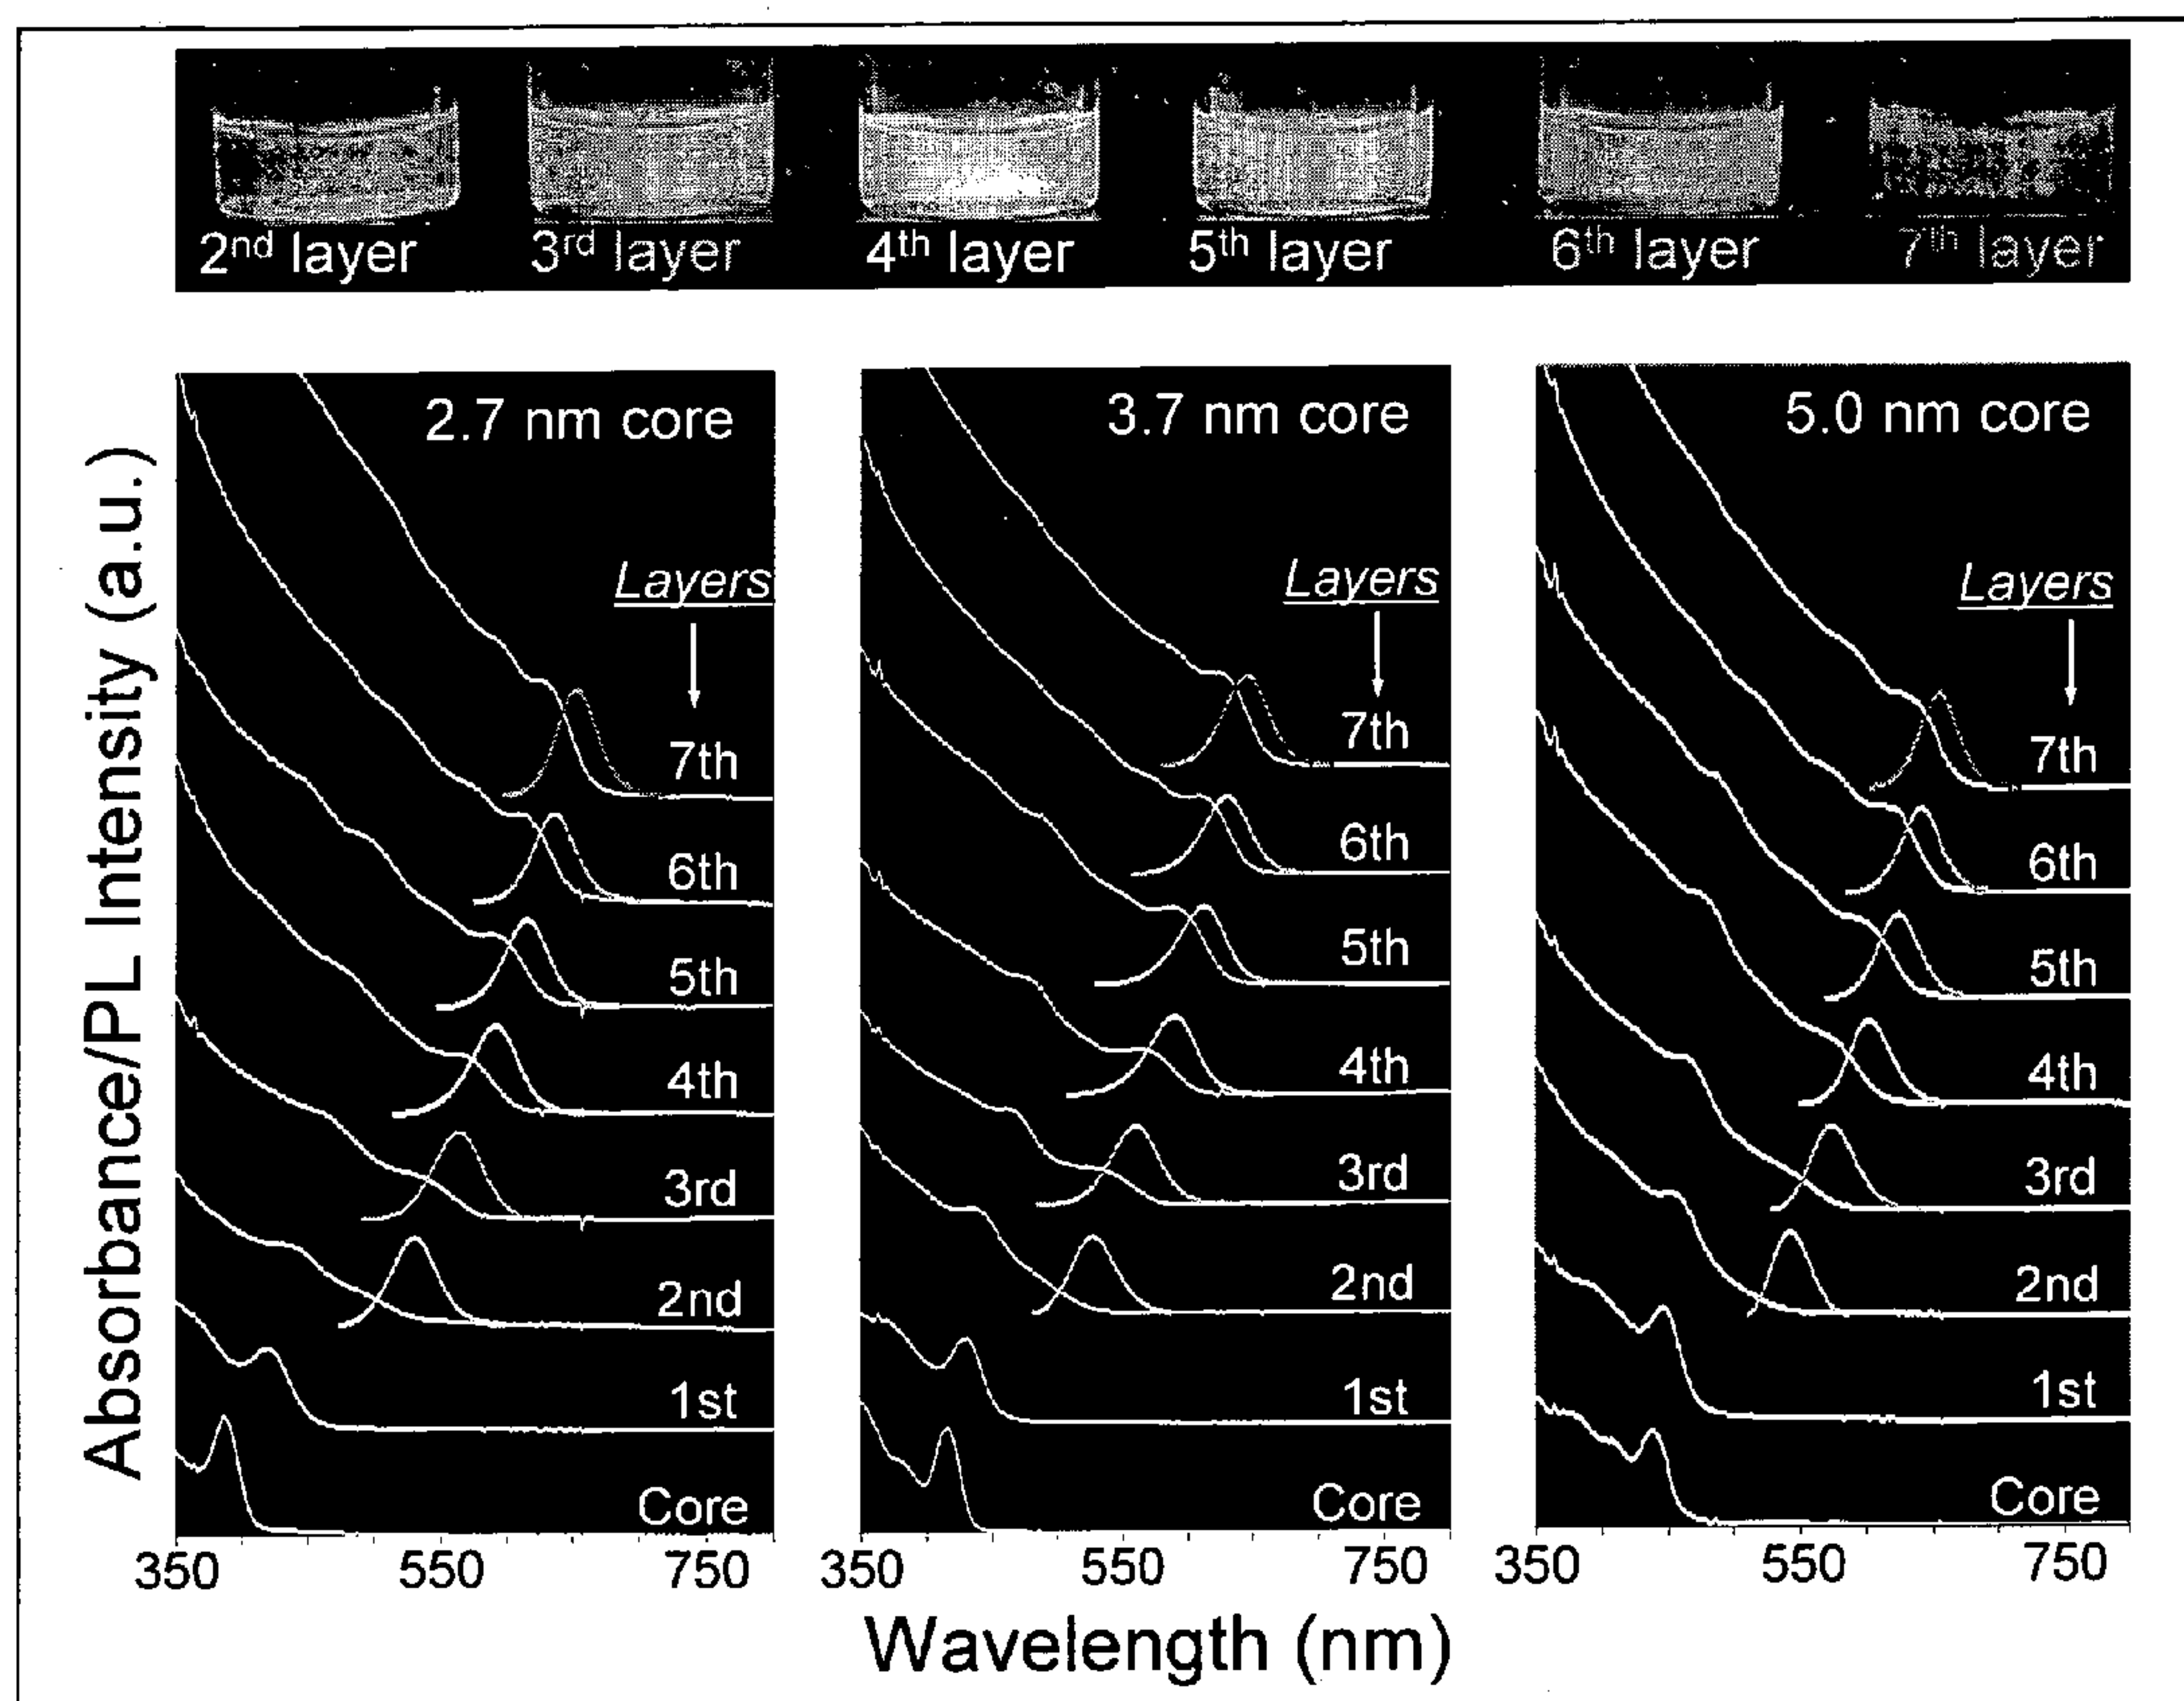 2nd layer 3rd layer 4th layer 5th layer 6th layer 7th layer
Absorbance/PL Intensity (a.u.)
2.7 nm core
Layers
7th
6th
5th
4th
3rd
2nd
1st
Core
350 550 750
3.7 nm core
Layers
7th
6th
5th
4th
3rd
2nd
1st
Core
350 550 750
5.0 nm core
Layers
7th
6th
5th
4th
3rd
2nd
1st
Core
350 550 750
Wavelength (nm)